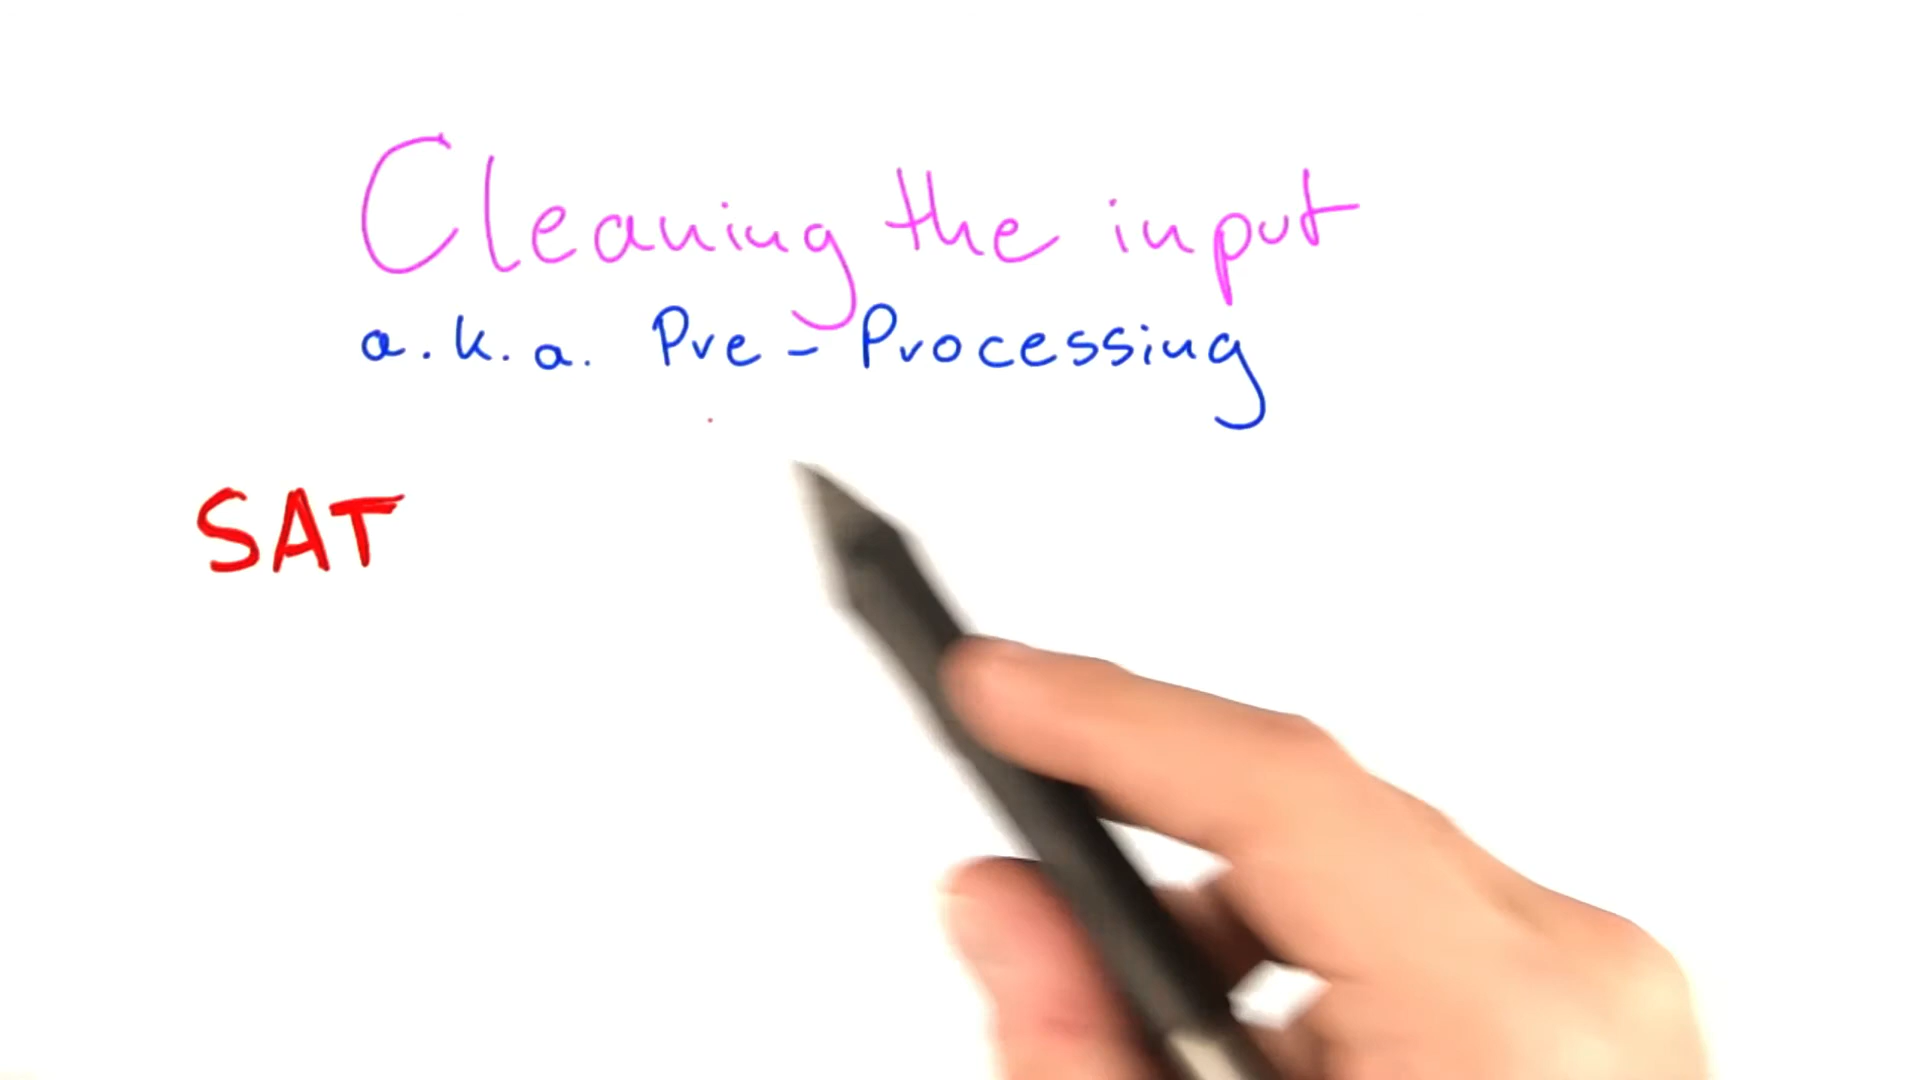 Cleaning the input
a.k.a. Pre-Processing
SAT